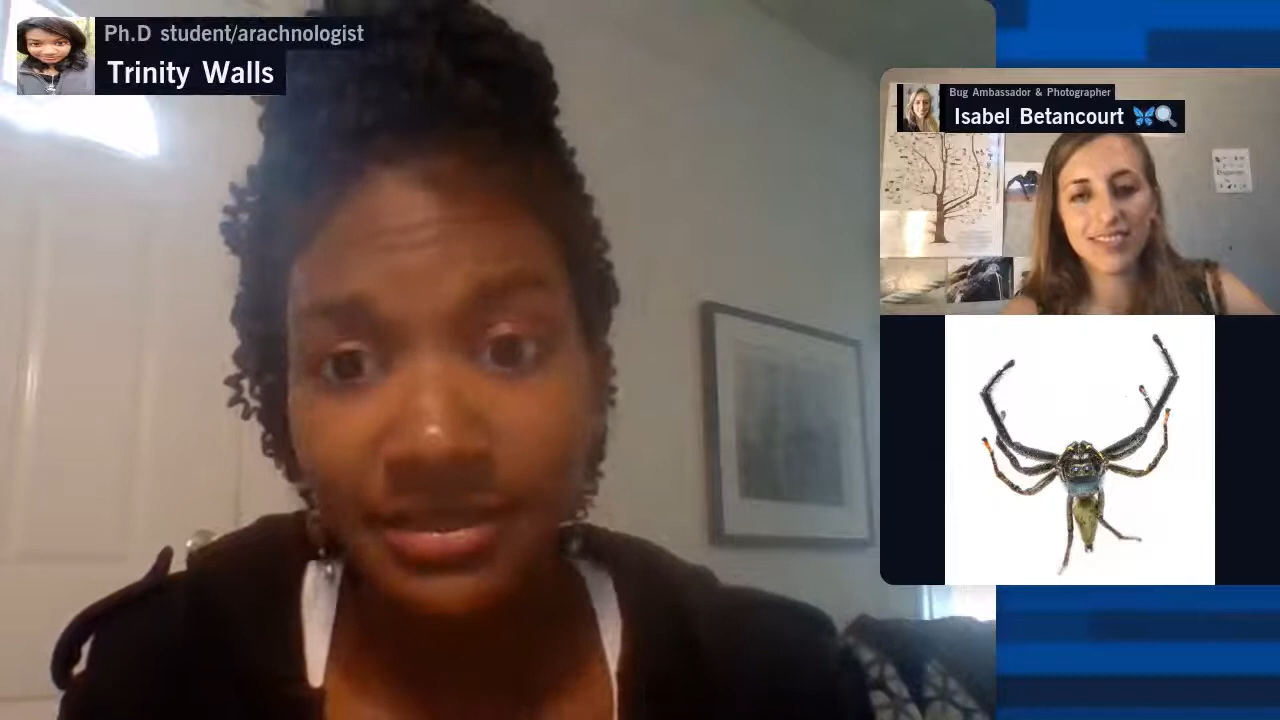 Ph.D student/arachnologist
Trinity Walls
Bug Ambassador & Photographer
Isabel Betancourt 🦋🔍